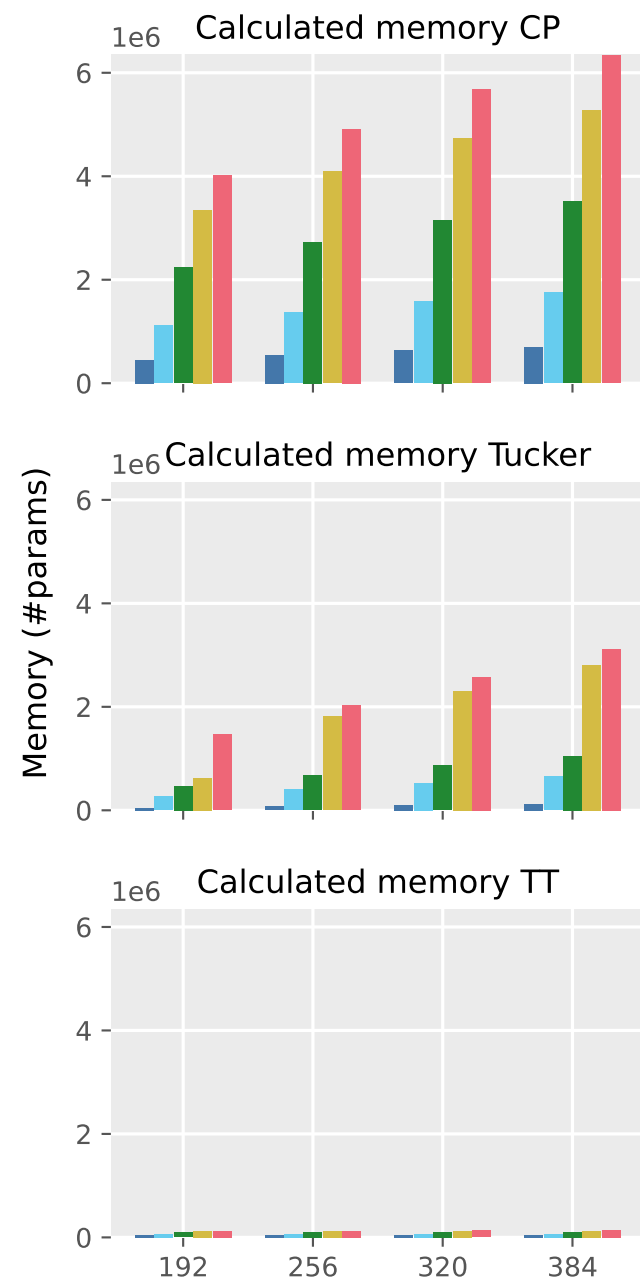 Calculated memory CP
1e6
6
4
2
0
Calculated memory Tucker
1e6
6
4
2
0
Memory (#params)
Calculated memory TT
1e6
6
4
2
0
192 256 320 384